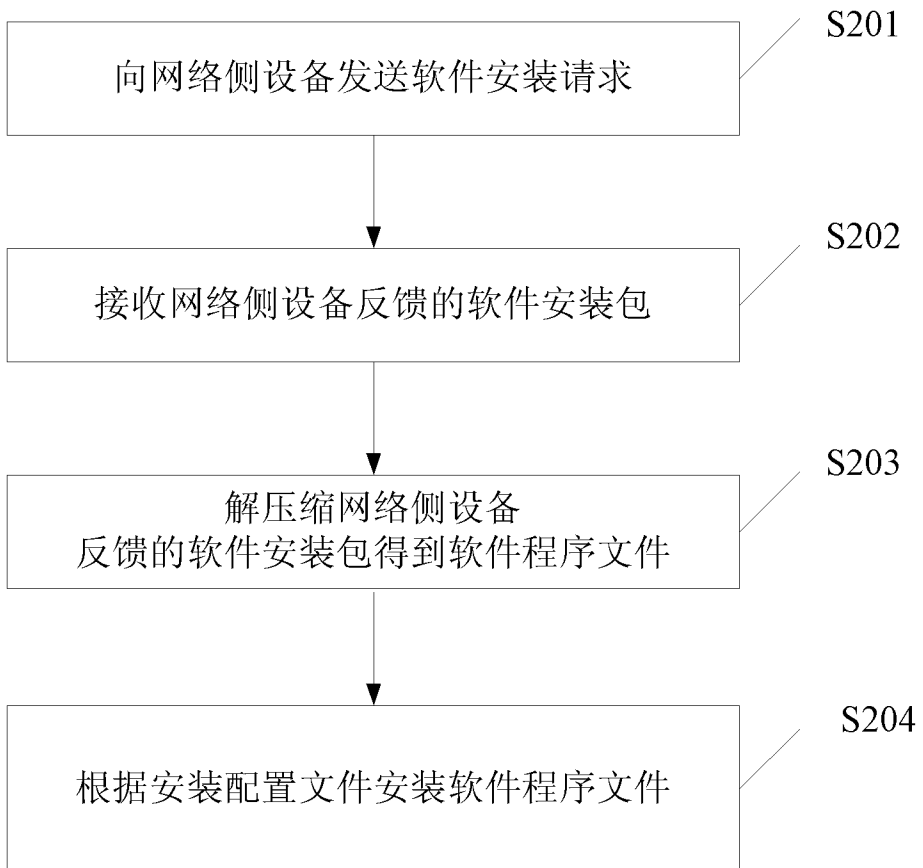 S201
向网络侧设备发送软件安装请求
S202
接收网络侧设备反馈的软件安装包
S203
解压缩网络侧设备
反馈的软件安装包得到软件程序文件
S204
根据安装配置文件安装软件程序文件